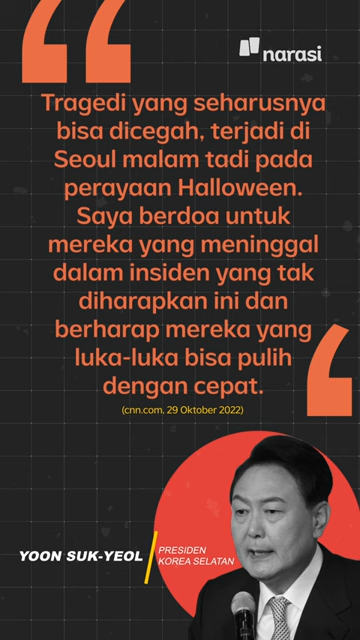 narasi
Tragedi yang seharusnya
bisa dicegah, terjadi di
Seoul malam tadi pada
perayaan Halloween.
Saya berdoa untuk
mereka yang meninggal
dalam insiden yang tak
diharapkan ini dan
berharap mereka yang
luka-luka bisa pulih
dengan cepat.
(cnn.com, 29 Oktober 2022)
YOON SUK-YEOL
PRESIDEN
KOREA SELATAN